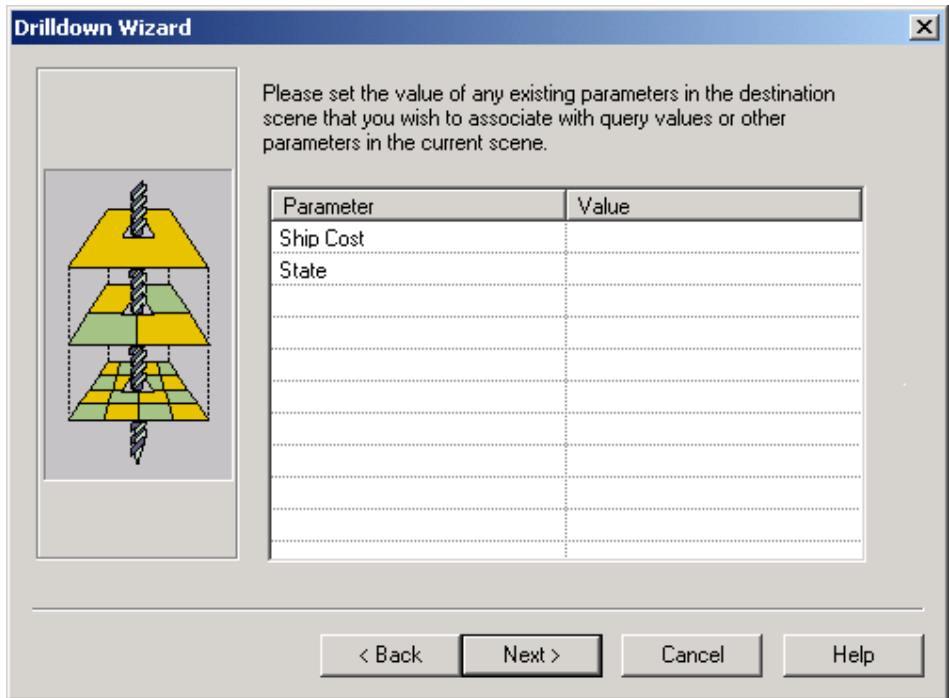 Drilldown Wizard
Please set the value of any existing parameters in the destination
scene that you wish to associate with query values or other
parameters in the current scene.
Parameter Value
Ship Cost
State
< Back Next > Cancel Help